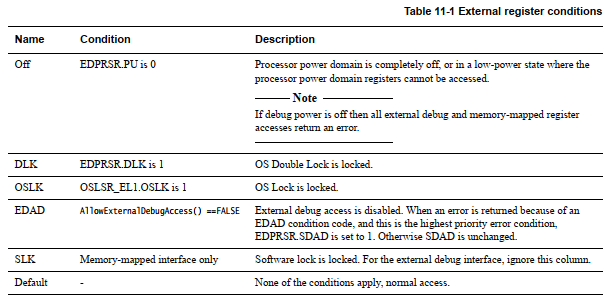 Table 11-1 External register conditions
Name Condition Description
Off EDPRSR.PU is 0 Processor power domain is completely off, or in a low-power state where the
processor power domain registers cannot be accessed.
Note
If debug power is off then all external debug and memory-mapped register
accesses return an error.
DLK EDPRSR.DLK is 1 OS Double Lock is locked.
OSLK OSLSR_EL1.OSLK is 1 OS Lock is locked.
EDAD AllowExternalDebugAccess() ==FALSE External debug access is disabled. When an error is returned because of an
EDAD condition code, and this is the highest priority error condition,
EDPRSR.SDAD is set to 1. Otherwise SDAD is unchanged.
SLK Memory-mapped interface only Software lock is locked. For the external debug interface, ignore this column.
Default - None of the conditions apply, normal access.